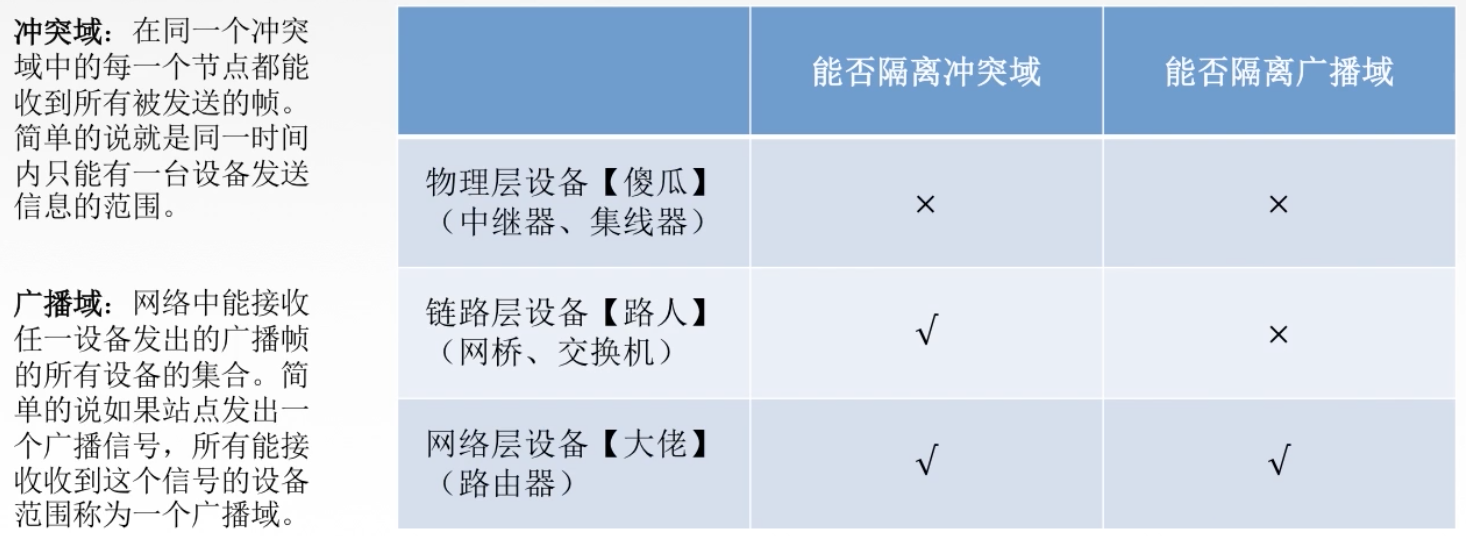 冲突域：在同一个冲突
域中的每一个节点都能
收到所有被发送的帧。
简单的说就是同一时间
内只能有一台设备发送
信息的范围。
广播域：网络中能接收
任一设备发出的广播帧
的所有设备的集合。简
单的说如果站点发出一
个广播信号，所有能接
收收到这个信号的设备
范围称为一个广播域。
能否隔离冲突域 能否隔离广播域
物理层设备【傻瓜】
（中继器、集线器）
× ×
链路层设备【路人】
（网桥、交换机）
√ ×
网络层设备【大佬】
（路由器）
√ √